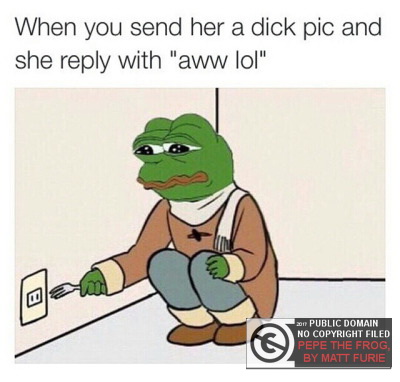 When you send her a dick pic and
she reply with "aww lol"
2017 PUBLIC DOMAIN
NO COPYRIGHT FILED
PEPE THE FROG,
BY MATT FURIE